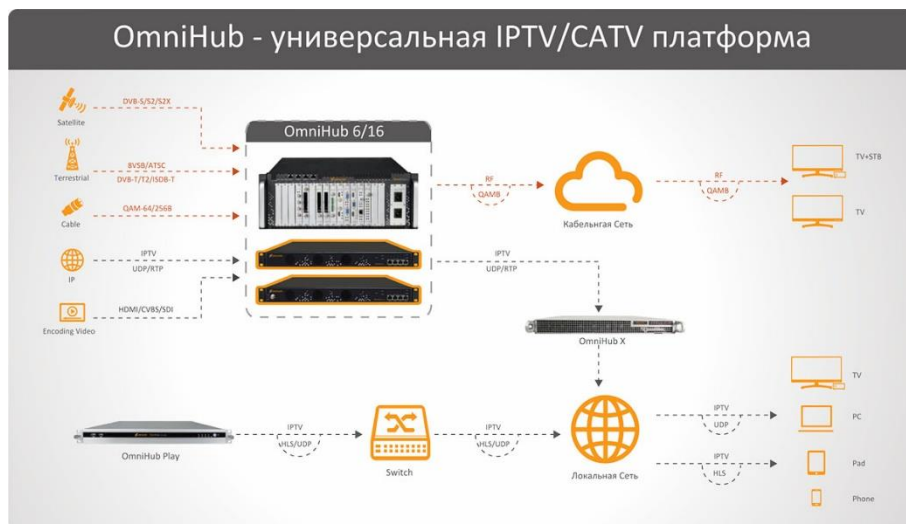 OmniHub - универсальная IPTV/CATV платформа
DVB-S/S2/S2X
Satellite
OmniHub 6/16
8VSB/ATSC
DVB-T/T2/ISDB-T
Terrestrial
RF
QAMB
RF
QAMB
TV+STB
QAM-64/256B
Cable
Кабельнгая Сеть
TV
IPTV
UDP/RTP
IP
IPTV
UDP/RTP
HDMI/CVBS/SDI
Encoding Video
OmniHub X
TV
IPTV
HLS/UDP
IPTV
HLS/UDP
IPTV
UDP
PC
OmniHub Play
Switch
Локальная Сеть
IPTV
HLS
Pad
Phone